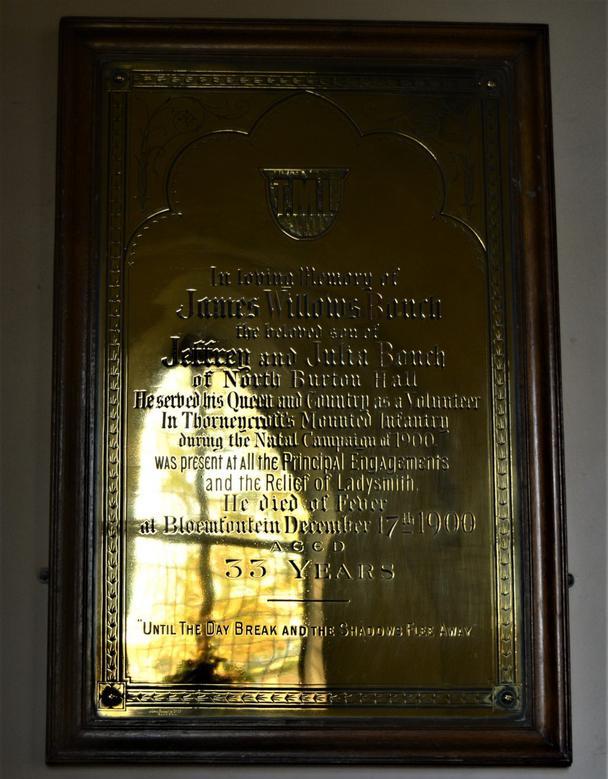 T.M.I.
In loving Memory of
James Willows Bouch
the beloved son of
Jeffrey and Julia Bouch
of North Burton Hall
He served his Queen and Country as a Volunteer
In Thorneycroft's Mounted Infantry
during the Natal Campaign of 1900
was present at all the Principal Engagements
and the Relief of Ladysmith.
He died of Fever
at Bloemfontein December 17th 1900
AGED
33 YEARS
"UNTIL THE DAY BREAK AND THE SHADOWS FLEE AWAY"